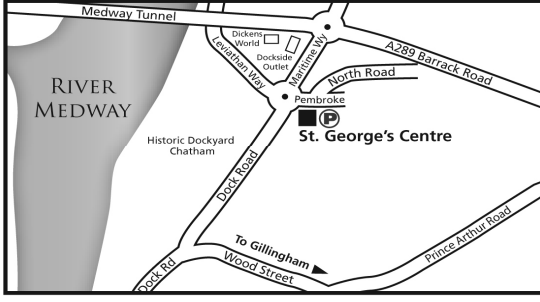 Medway Tunnel
Dickens
World
Dockside
Outlet
Leviathan Way
Maritime Wy
A289 Barrack Road
North Road
Pembroke
P
St. George's Centre
RIVER
MEDWAY
Historic Dockyard
Chatham
Dock Road
To Gillingham
Wood Street
Dock Rd
Prince Arthur Road